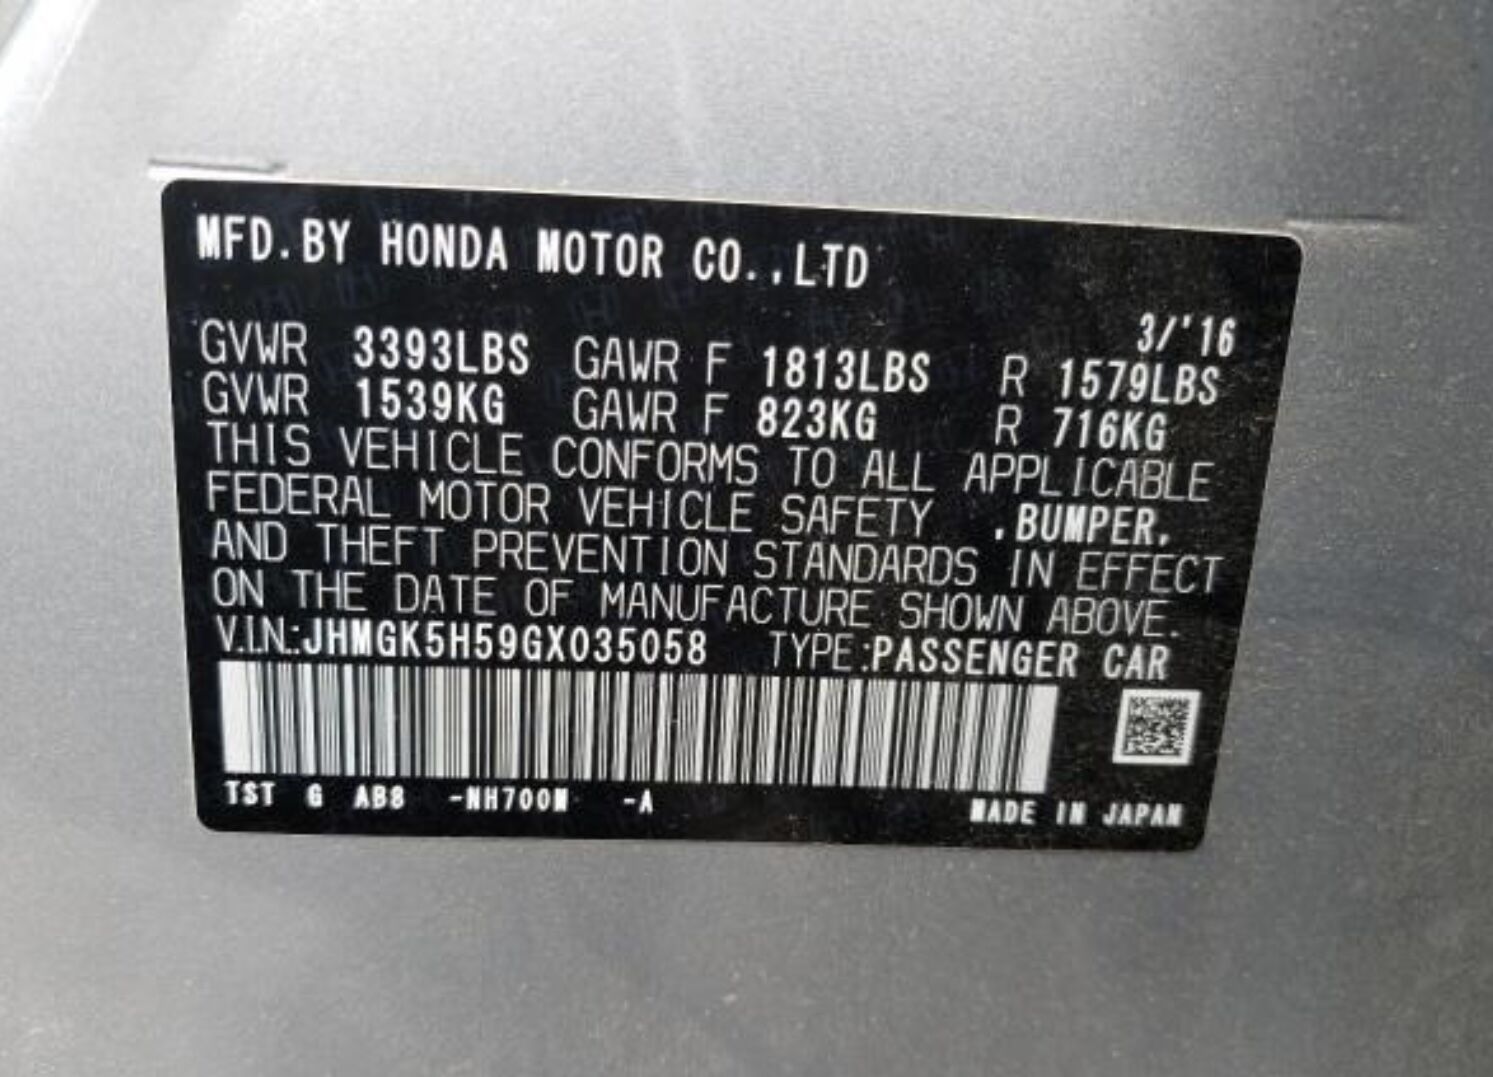 MFD. BY HONDA MOTOR CO., LTD
3/'16
GVWR 3393LBS GAWR F 1813LBS R 1579LBS
GVWR 1539KG GAWR F 823KG R 716KG
THIS VEHICLE CONFORMS TO ALL APPLICABLE
FEDERAL MOTOR VEHICLE SAFETY , BUMPER,
AND THEFT PREVENTION STANDARDS IN EFFECT
ON THE DATE OF MANUFACTURE SHOWN ABOVE.
V.I.N.:JHMGK5H59GX035058 TYPE:PASSENGER CAR
TST G AB8 -NH700M -A MADE IN JAPAN